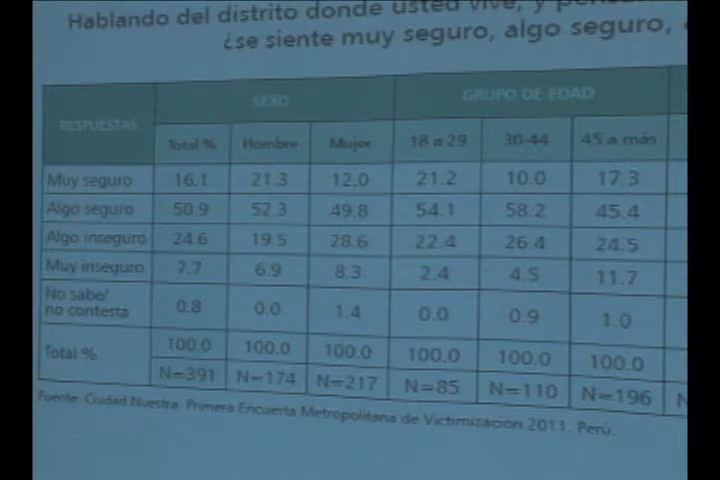 Hablando del distrito donde usted vive, y
¿se siente muy seguro, algo seguro,
SEXO GRUPO DE EDAD
RESPUESTAS Total % Hombre Mujer 18 a 29 30-44 45 a más
Muy seguro 16.1 21.3 12.0 21.2 10.0 17.3
Algo seguro 50.9 52.3 49.8 54.1 58.2 45.4
Algo inseguro 24.6 19.5 28.6 22.4 26.4 24.5
Muy inseguro 7.7 6.9 8.3 2.4 4.5 11.7
No sabe/
no contesta 0.8 0.0 1.4 0.0 0.9 1.0
Total % 100.0 100.0 100.0 100.0 100.0 100.0
N=391 N=174 N=217 N=85 N=110 N=196 N
Fuente: Ciudad Nuestra. Primera Encuesta Metropolitana de Victimización 2011. Perú.